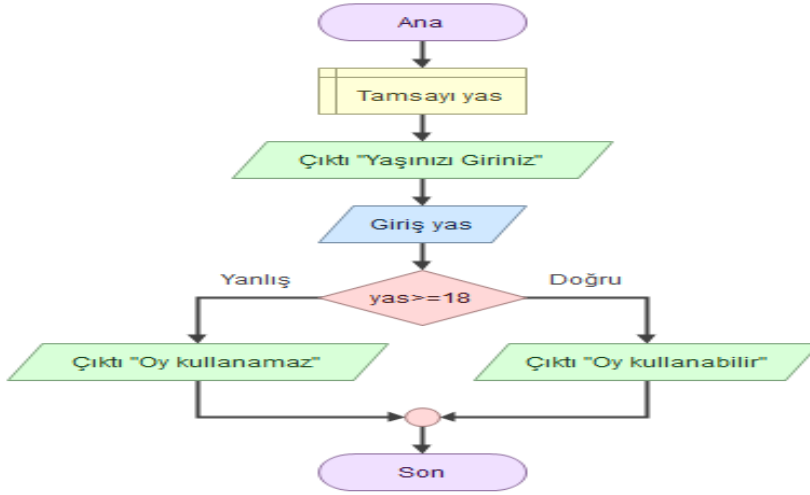 Ana
Tamsayı yas
Çıktı "Yaşınızı Giriniz"
Giriş yas
Yanlış
Doğru
yas>=18
Çıktı "Oy kullanamaz"
Çıktı "Oy kullanabilir"
Son